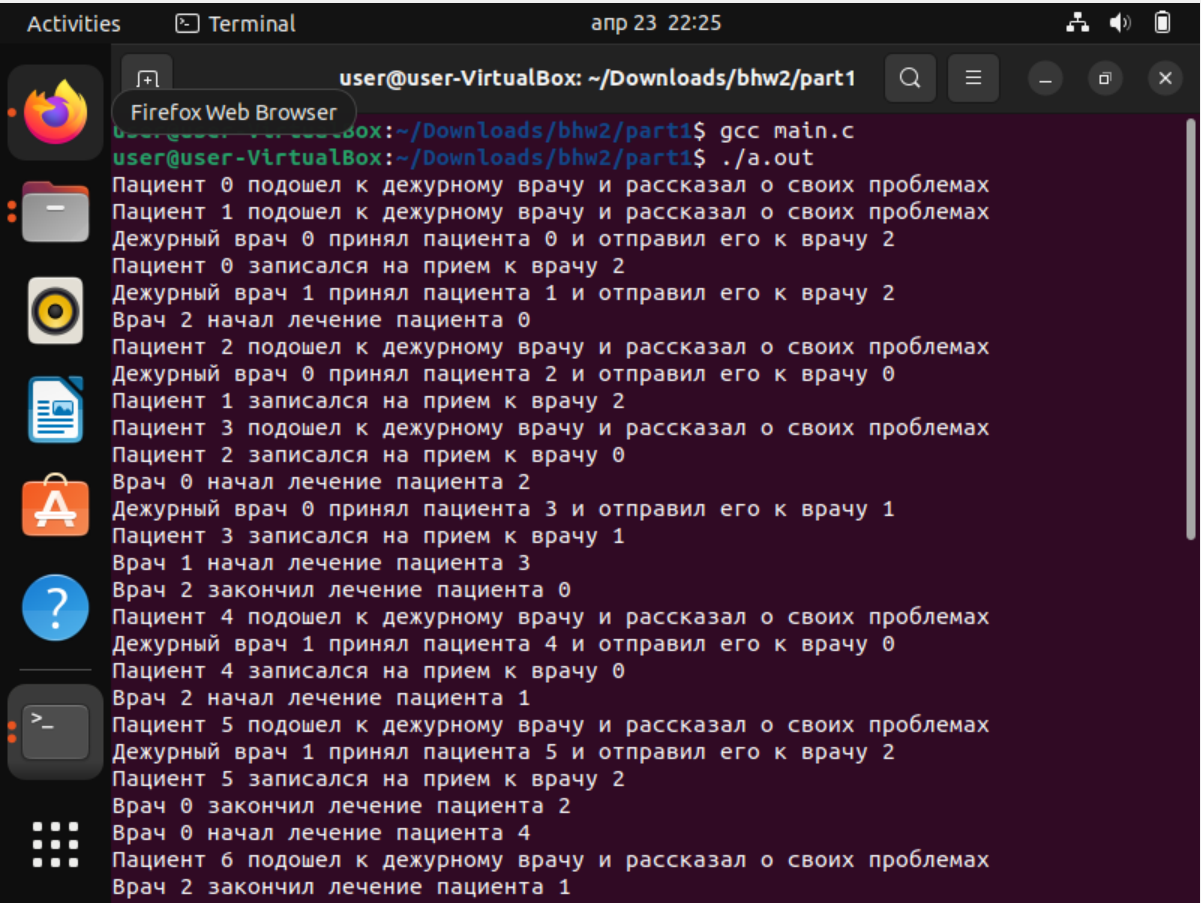 Activities
Terminal
апр 23 22:25
user@user-VirtualBox: ~/Downloads/bhw2/part1
Firefox Web Browser
user@user-VirtualBox:~/Downloads/bhw2/part1$ gcc main.c
user@user-VirtualBox:~/Downloads/bhw2/part1$ ./a.out
Пациент 0 подошел к дежурному врачу и рассказал о своих проблемах
Пациент 1 подошел к дежурному врачу и рассказал о своих проблемах
Дежурный врач 0 принял пациента 0 и отправил его к врачу 2
Пациент 0 записался на прием к врачу 2
Дежурный врач 1 принял пациента 1 и отправил его к врачу 2
Врач 2 начал лечение пациента 0
Пациент 2 подошел к дежурному врачу и рассказал о своих проблемах
Дежурный врач 0 принял пациента 2 и отправил его к врачу 0
Пациент 1 записался на прием к врачу 2
Пациент 3 подошел к дежурному врачу и рассказал о своих проблемах
Пациент 2 записался на прием к врачу 0
Врач 0 начал лечение пациента 2
Дежурный врач 0 принял пациента 3 и отправил его к врачу 1
Пациент 3 записался на прием к врачу 1
Врач 1 начал лечение пациента 3
Врач 2 закончил лечение пациента 0
Пациент 4 подошел к дежурному врачу и рассказал о своих проблемах
Дежурный врач 1 принял пациента 4 и отправил его к врачу 0
Пациент 4 записался на прием к врачу 0
Врач 2 начал лечение пациента 1
Пациент 5 подошел к дежурному врачу и рассказал о своих проблемах
Дежурный врач 1 принял пациента 5 и отправил его к врачу 2
Пациент 5 записался на прием к врачу 2
Врач 0 закончил лечение пациента 2
Врач 0 начал лечение пациента 4
Пациент 6 подошел к дежурному врачу и рассказал о своих проблемах
Врач 2 закончил лечение пациента 1